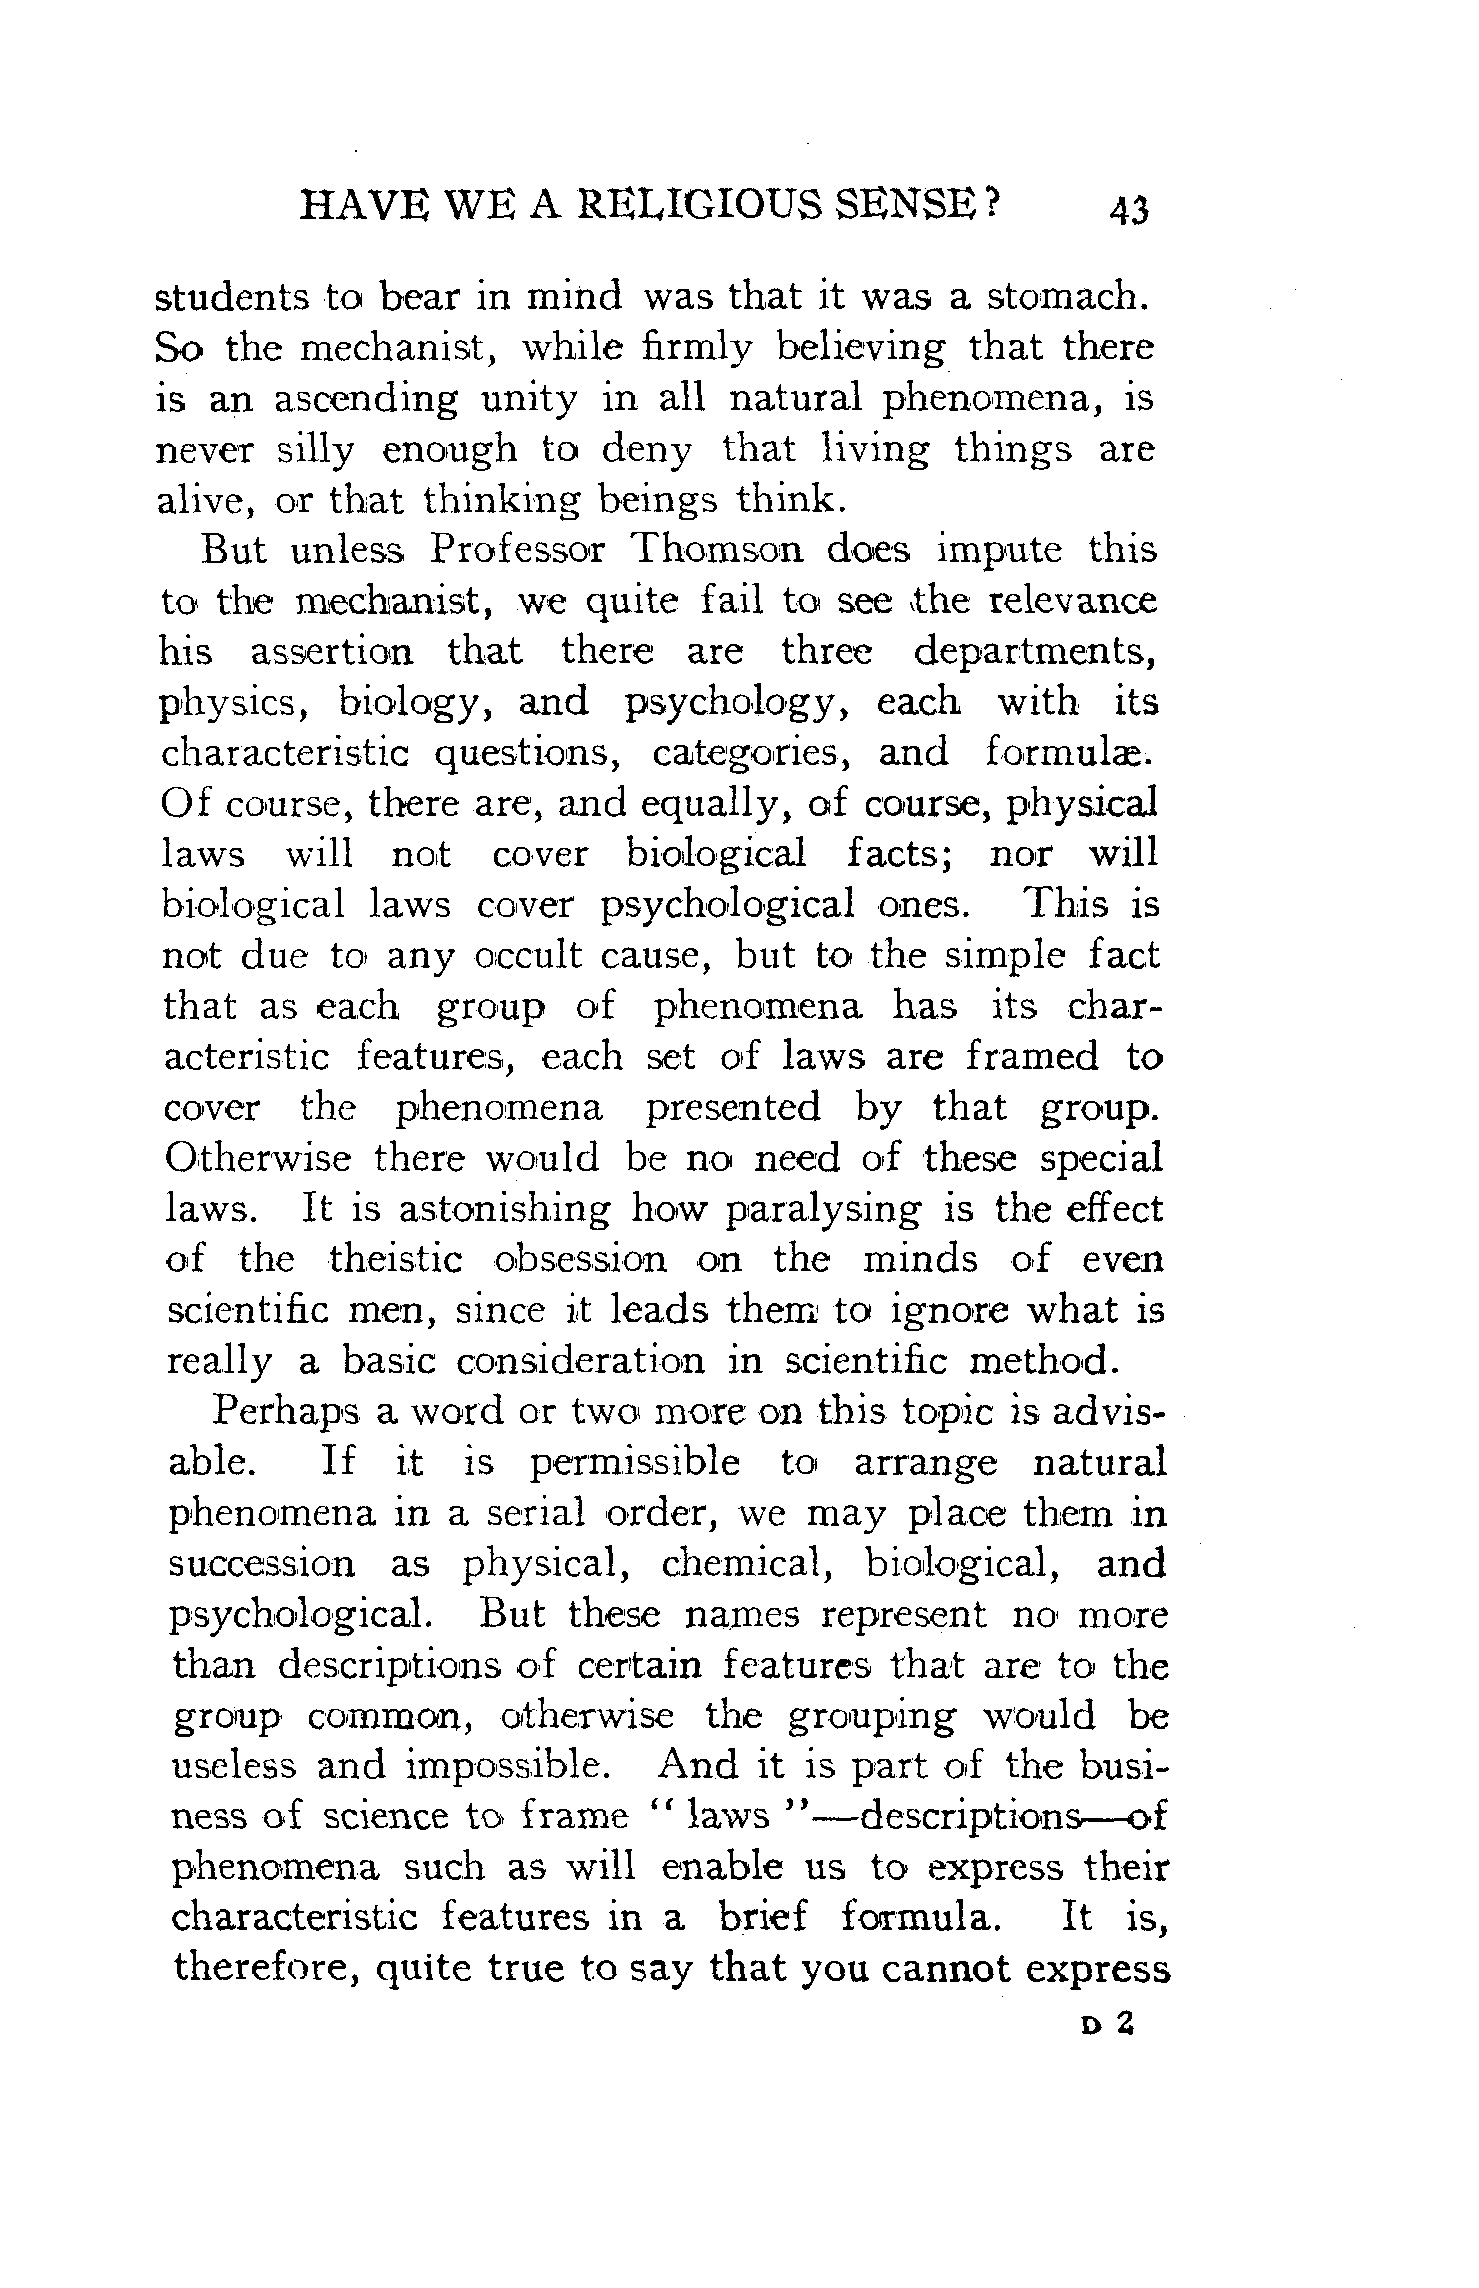 HAVE WE A RELIGIOUS SENSE? 43
students to bear in mind was that it was a stomach.
So the mechanist, while firmly believing that there
is an ascending unity in all natural phenomena, is
never silly enough to deny that living things are
alive, or that thinking beings think.
But unless Professor Thomson does impute this
to the mechanist, we quite fail to see the relevance
his assertion that there are three departments,
physics, biology, and psychology, each with its
characteristic questions, categories, and formulæ.
Of course, there are, and equally, of course, physical
laws will not cover biological facts; nor will
biological laws cover psychological ones. This is
not due to any occult cause, but to the simple fact
that as each group of phenomena has its char-
acteristic features, each set of laws are framed to
cover the phenomena presented by that group.
Otherwise there would be no need of these special
laws. It is astonishing how paralysing is the effect
of the theistic obsession on the minds of even
scientific men, since it leads them to ignore what is
really a basic consideration in scientific method.
Perhaps a word or two more on this topic is advis-
able. If it is permissible to arrange natural
phenomena in a serial order, we may place them in
succession as physical, chemical, biological, and
psychological. But these names represent no more
than descriptions of certain features that are to the
group common, otherwise the grouping would be
useless and impossible. And it is part of the busi-
ness of science to frame "laws"—descriptions—of
phenomena such as will enable us to express their
characteristic features in a brief formula. It is,
therefore, quite true to say that you cannot express
D 2